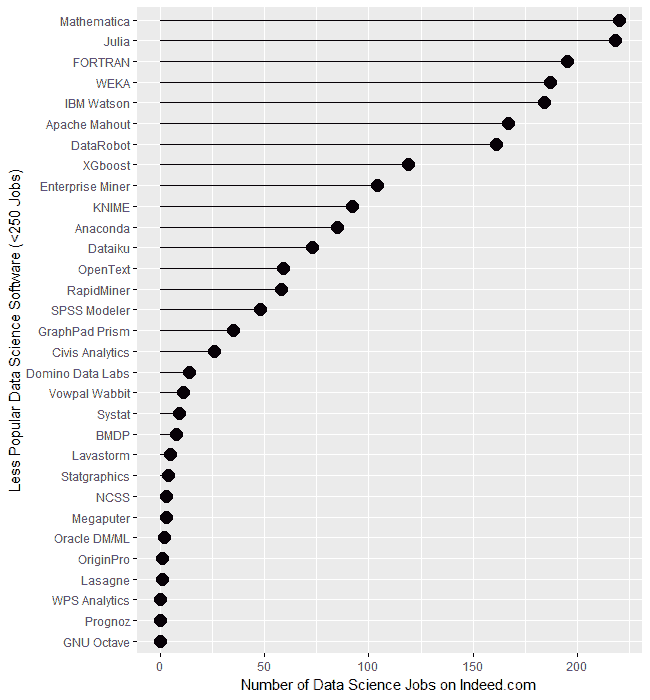 Mathematica
Julia
FORTRAN
WEKA
IBM Watson
Apache Mahout
DataRobot
XGboost
Enterprise Miner
KNIME
Anaconda
Dataiku
OpenText
RapidMiner
SPSS Modeler
GraphPad Prism
Civis Analytics
Domino Data Labs
Vowpal Wabbit
Systat
BMDP
Lavastorm
Statgraphics
NCSS
Megaputer
Oracle DM/ML
OriginPro
Lasagne
WPS Analytics
Prognoz
GNU Octave
Less Popular Data Science Software (<250 Jobs)
0 50 100 150 200
Number of Data Science Jobs on Indeed.com